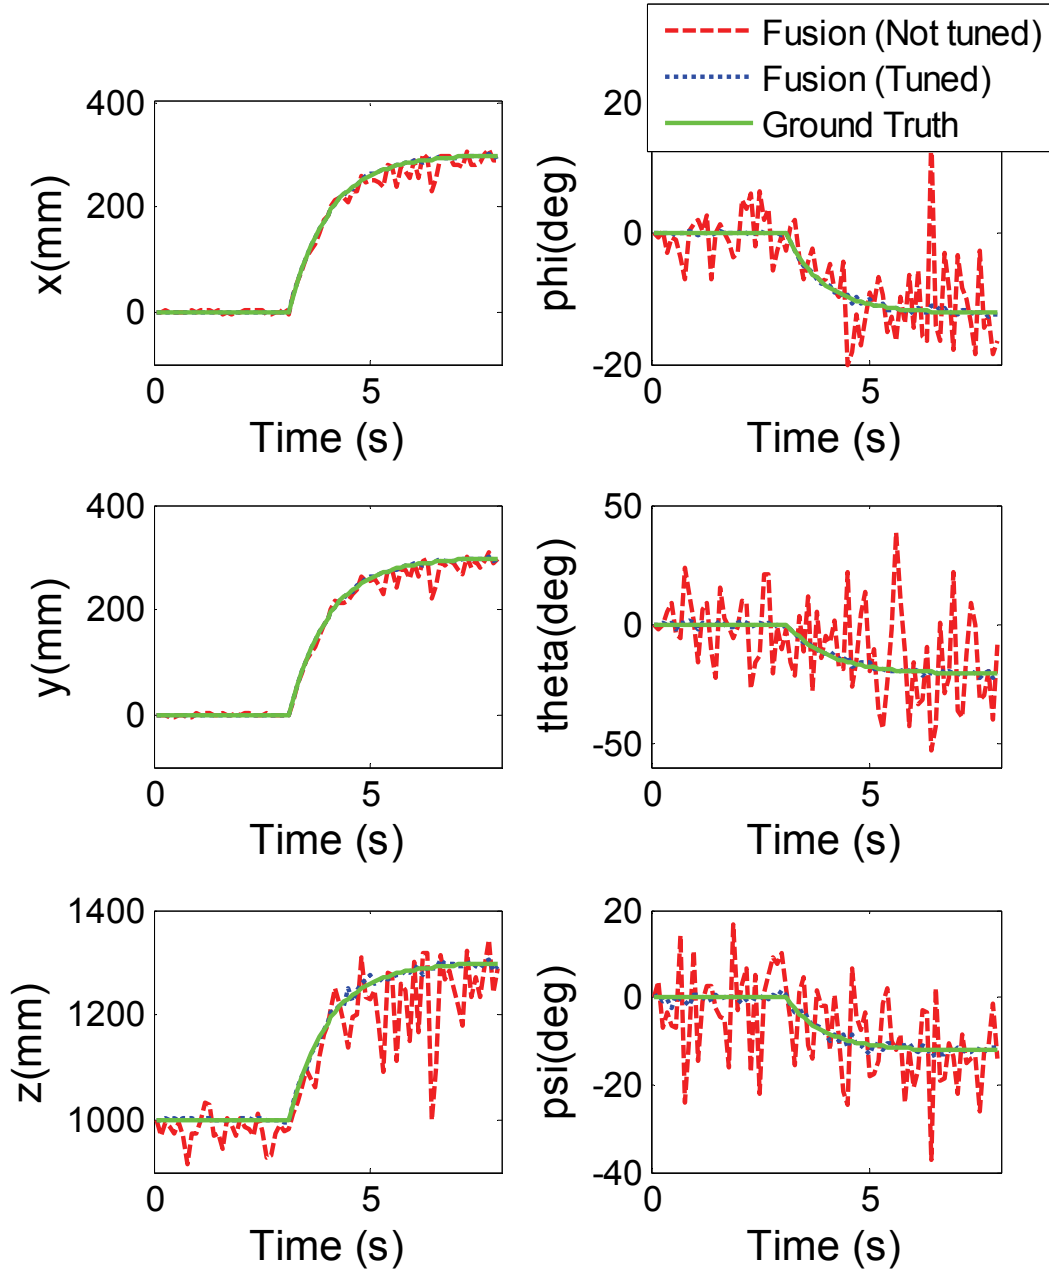 Fusion (Not tuned)
Fusion (Tuned)
Ground Truth
400
200
0
x(mm)
0
5
Time (s)
20
0
-20
phi(deg)
0
5
Time (s)
400
200
0
y(mm)
0
5
Time (s)
50
0
-50
theta(deg)
0
5
Time (s)
1400
1200
1000
z(mm)
0
5
Time (s)
20
0
-20
-40
psi(deg)
0
5
Time (s)